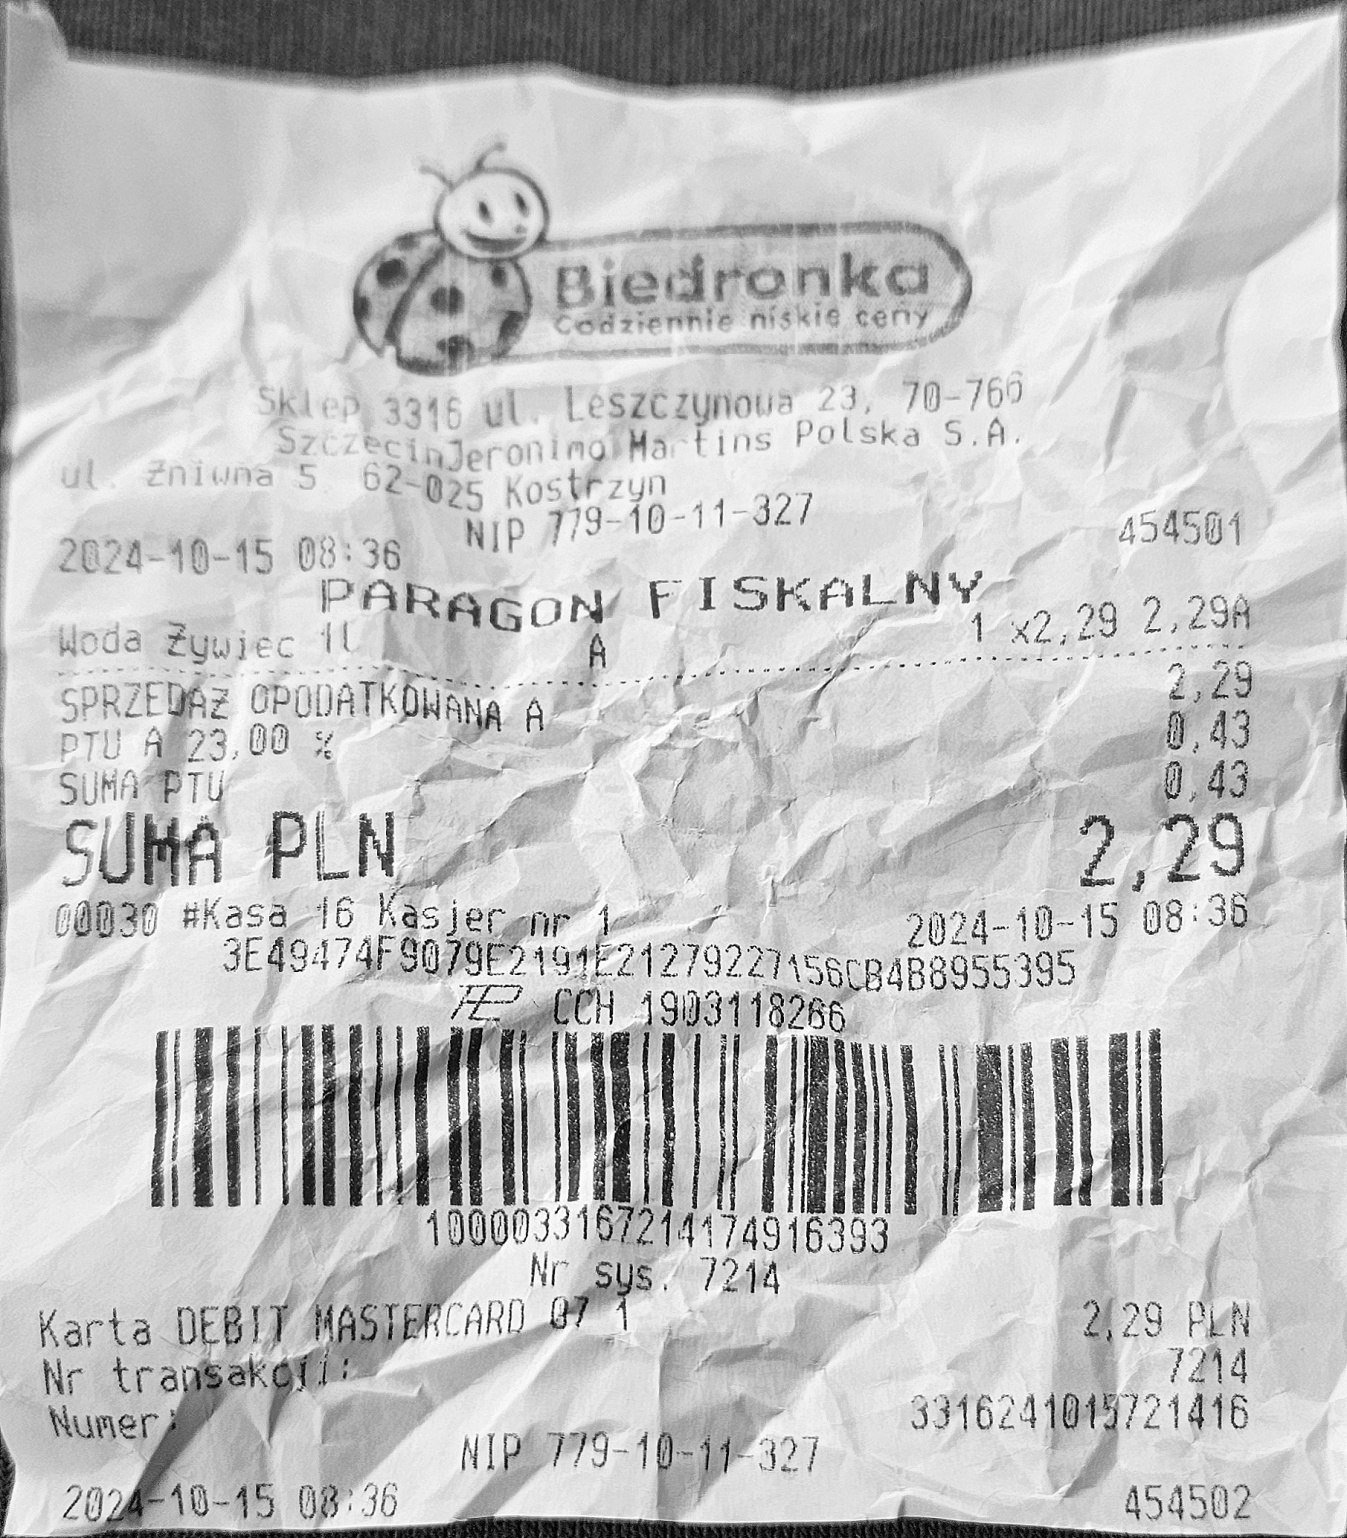 Biedronka
Codziennie niskie ceny
Sklep 3316 ul. Leszczynowa 23, 70-766
SzczecinJeronimo Martins Polska S.A.
ul. Żniwna 5 62-025 Kostrzyn
NIP 779-10-11-327
2024-10-15 08:36 454501
PARAGON FISKALNY
Woda Żywiec 1l A 1 x2,29 2,29A
SPRZEDAŻ OPODATKOWANA A 2,29
PTU A 23,00 % 0,43
SUMA PTU 0,43
SUMA PLN 2,29
00030 #Kasa 16 Kasjer nr 1 2024-10-15 08:36
3E49474F9079E2191E21279227156CB4B8955395
CCH 1903118266
1000033167214174916393
Nr sys. 7214
Karta DEBIT MASTERCARD 07 1 2,29 PLN
Nr transakcji: 7214
Numer: 3316241015721416
NIP 779-10-11-327
2024-10-15 08:36 454502